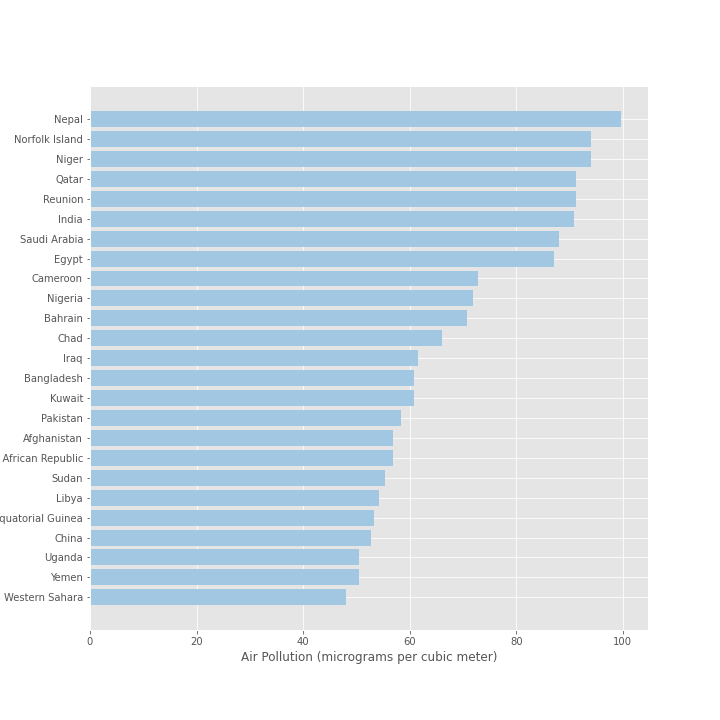 Nepal
Norfolk Island
Niger
Qatar
Reunion
India
Saudi Arabia
Egypt
Cameroon
Nigeria
Bahrain
Chad
Iraq
Bangladesh
Kuwait
Pakistan
Afghanistan
African Republic
Sudan
Libya
quatorial Guinea
China
Uganda
Yemen
Western Sahara
0 20 40 60 80 100
Air Pollution (micrograms per cubic meter)